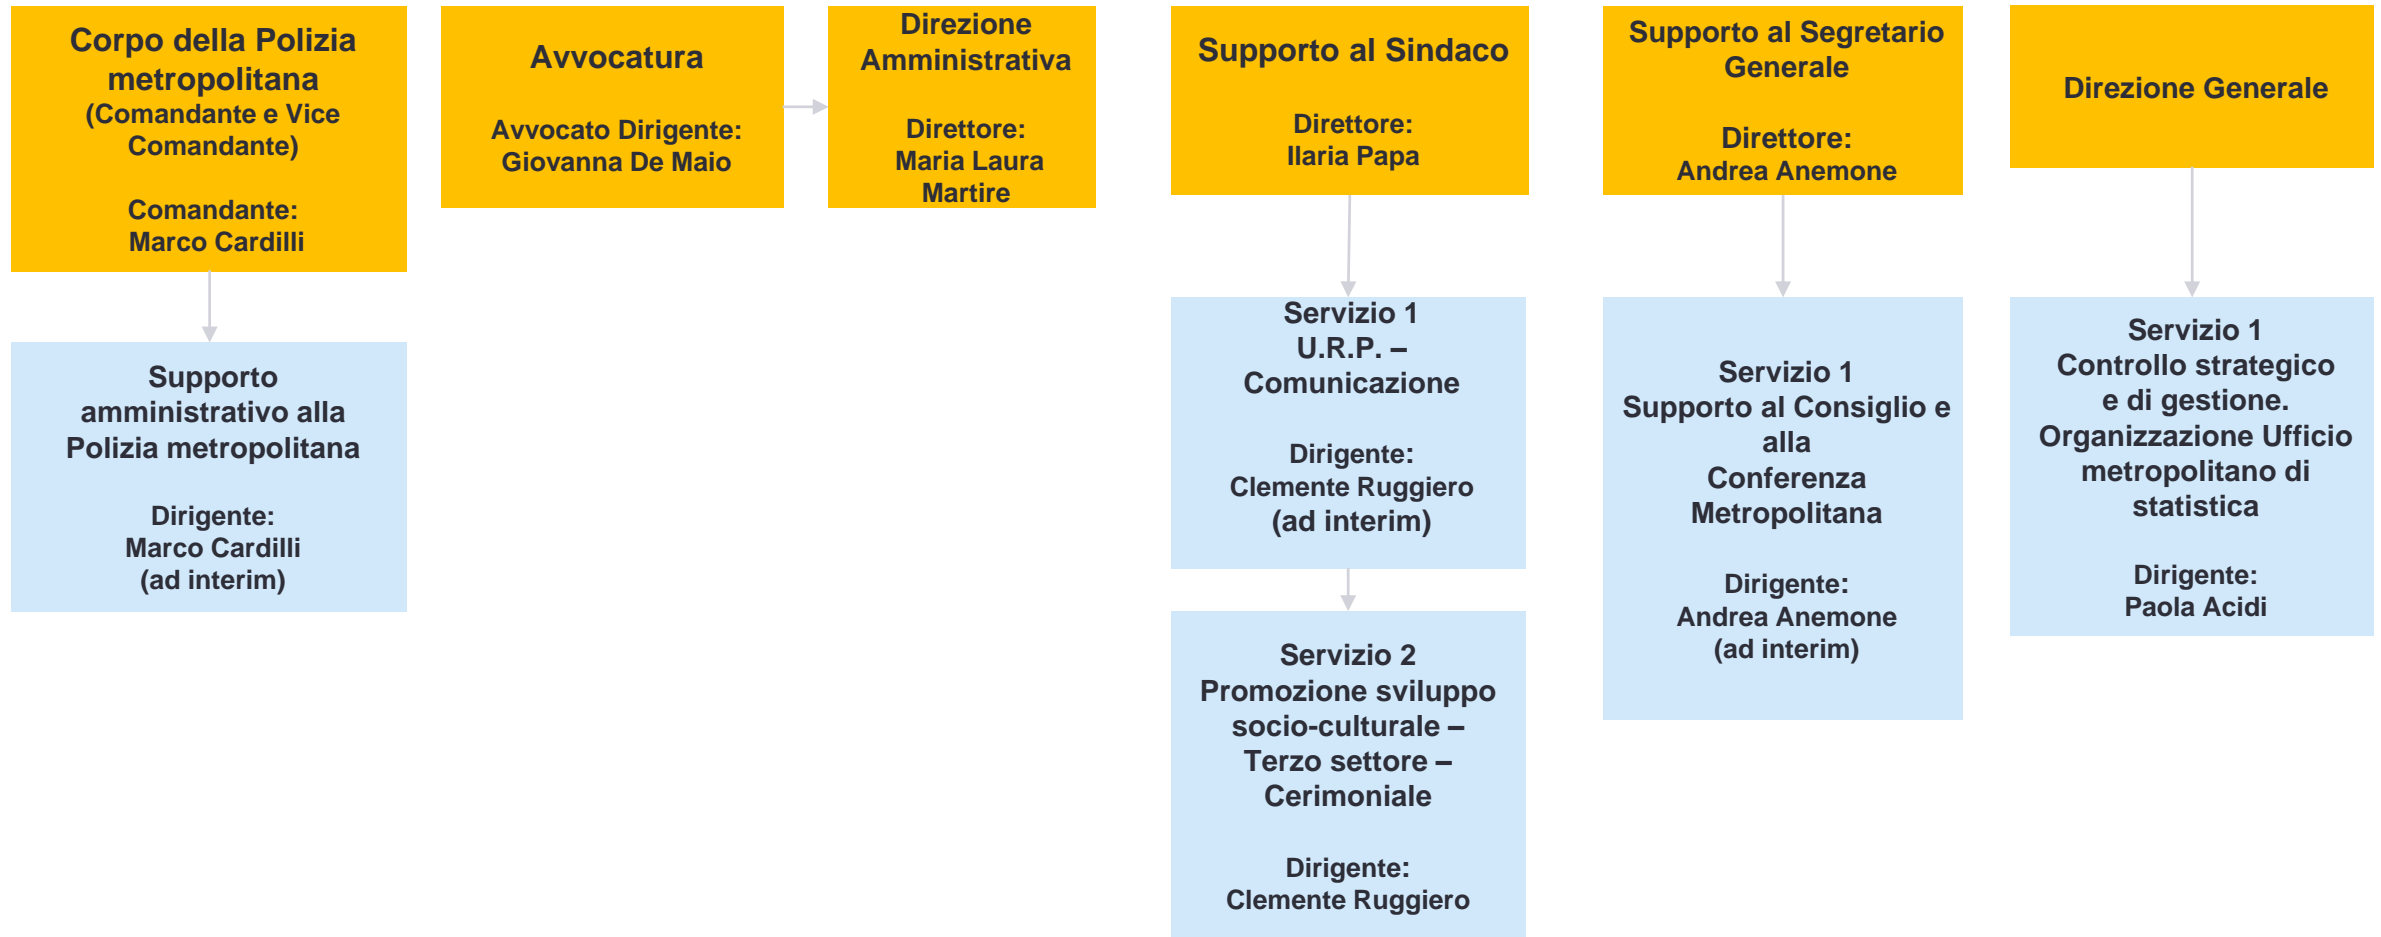 Corpo della Polizia
metropolitana
(Comandante e Vice
Comandante)
Comandante:
Marco Cardilli
Supporto
amministrativo alla
Polizia metropolitana
Dirigente:
Marco Cardilli
(ad interim)
Avvocatura
Avvocato Dirigente:
Giovanna De Maio
Direzione
Amministrativa
Direttore:
Maria Laura
Martire
Supporto al Sindaco
Direttore:
Ilaria Papa
Servizio 1
U.R.P. –
Comunicazione
Dirigente:
Clemente Ruggiero
(ad interim)
Servizio 2
Promozione sviluppo
socio-culturale –
Terzo settore –
Cerimoniale
Dirigente:
Clemente Ruggiero
Supporto al Segretario
Generale
Direttore:
Andrea Anemone
Servizio 1
Supporto al Consiglio e
alla
Conferenza
Metropolitana
Dirigente:
Andrea Anemone
(ad interim)
Direzione Generale
Servizio 1
Controllo strategico
e di gestione.
Organizzazione Ufficio
metropolitano di
statistica
Dirigente:
Paola Acidi